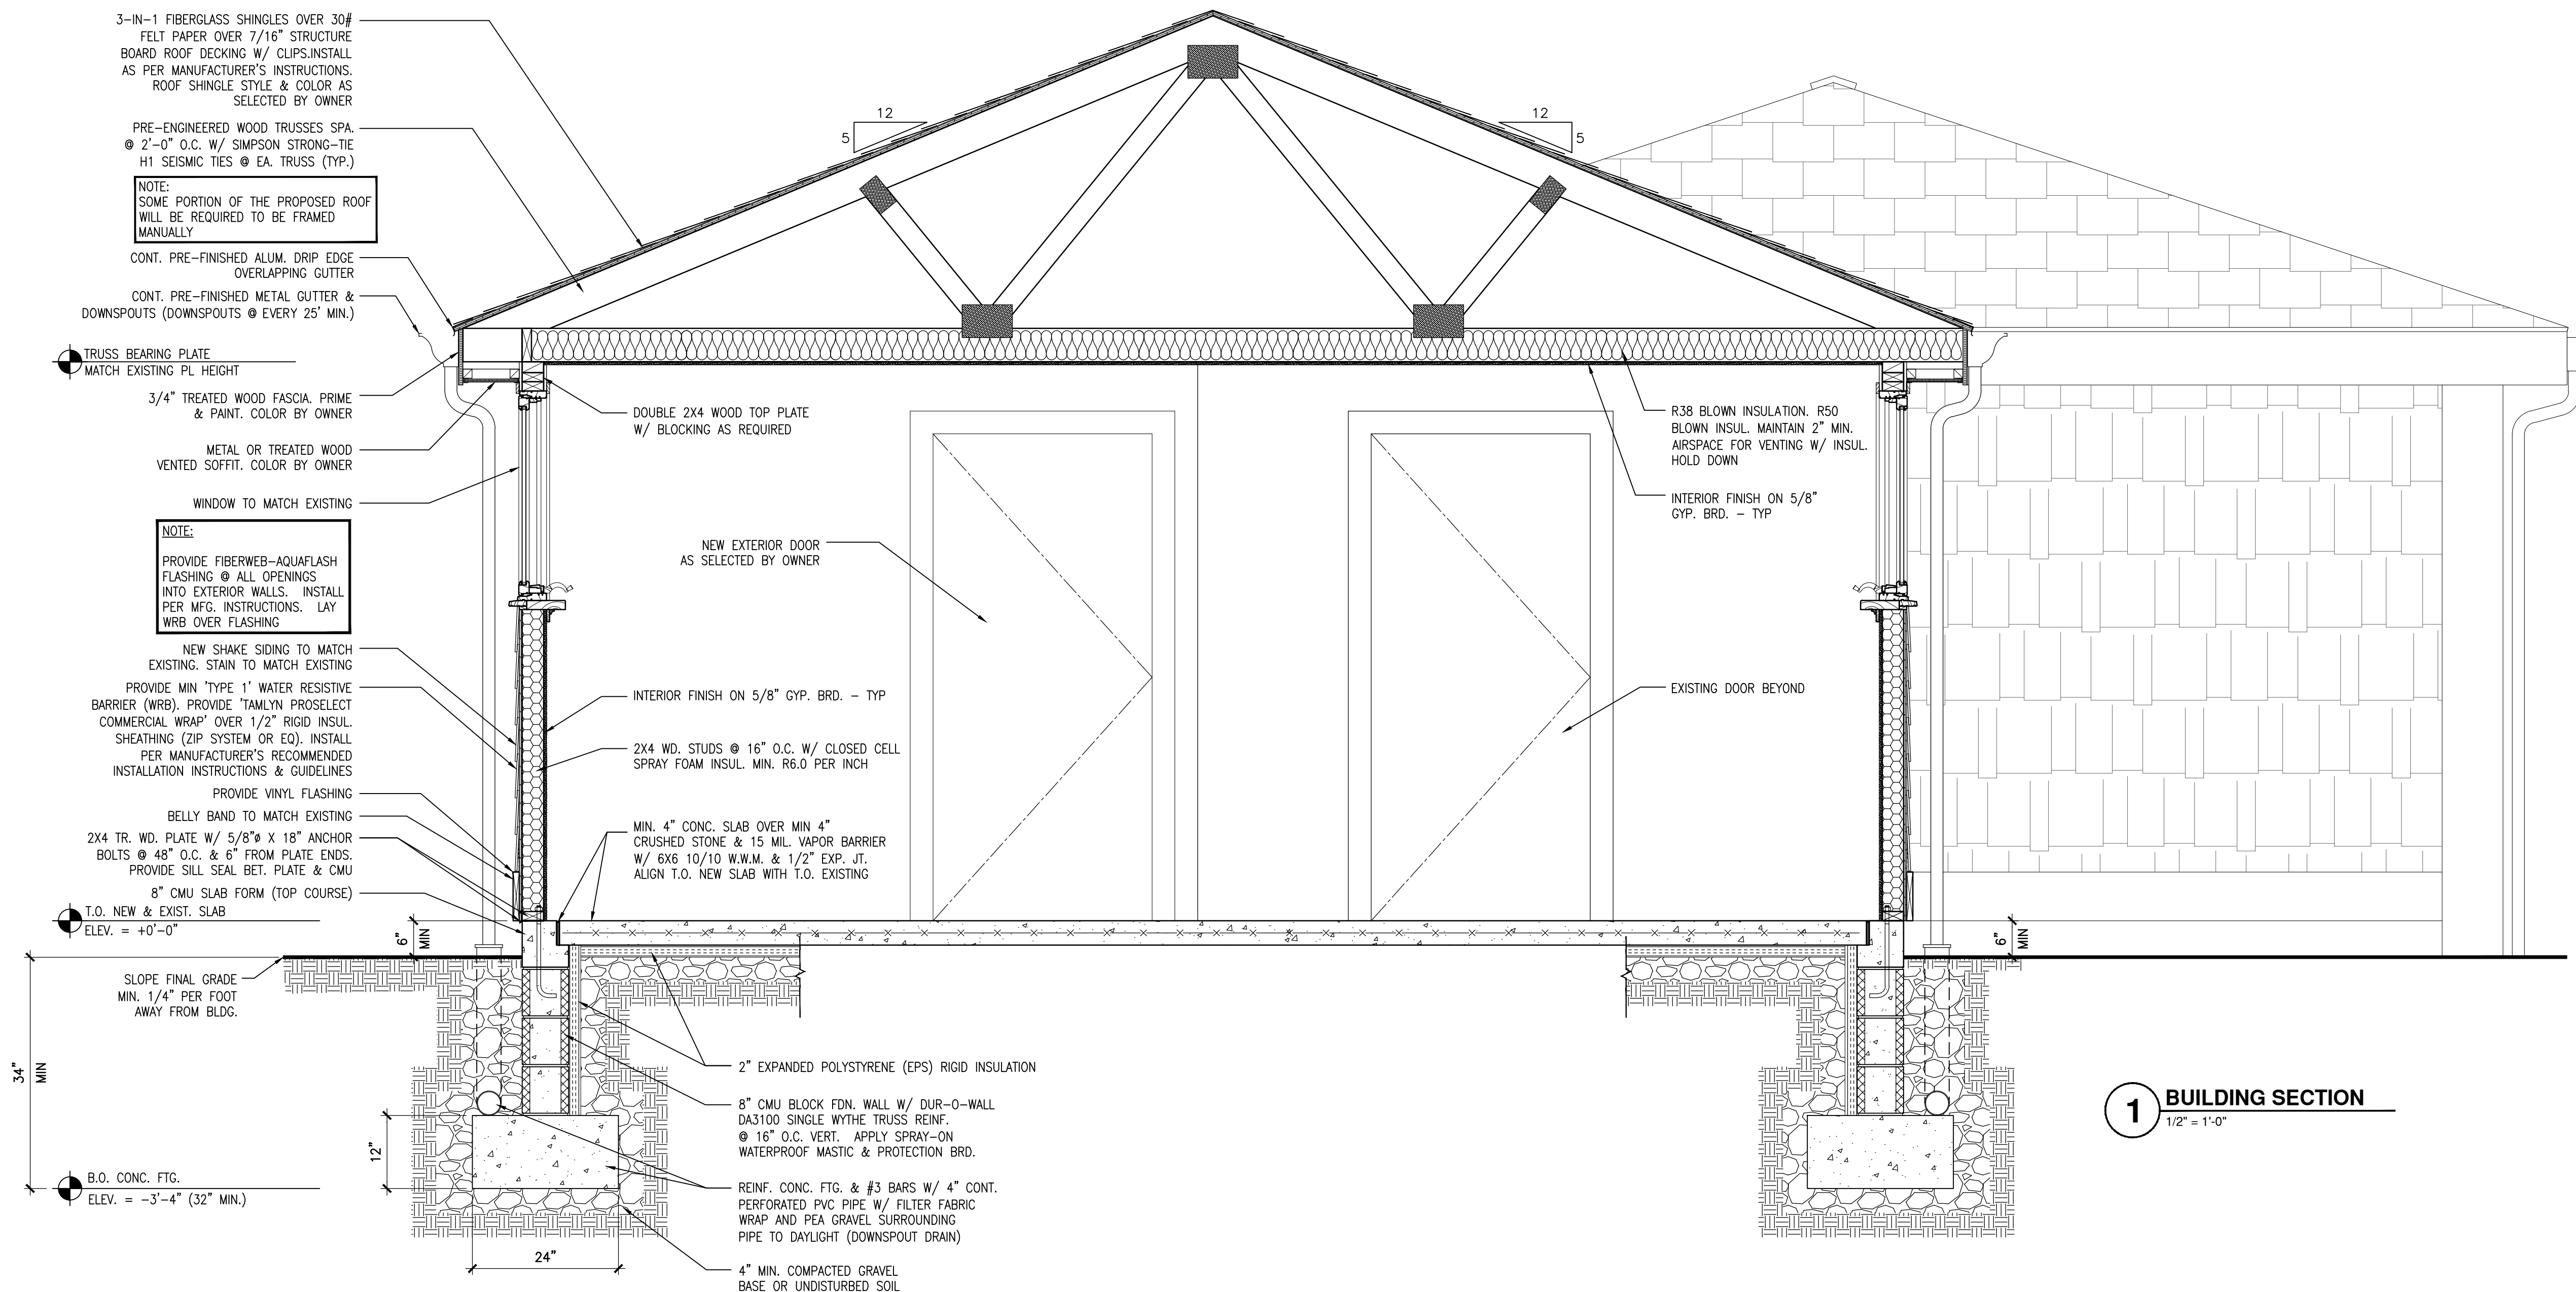 3-IN-1 FIBERGLASS SHINGLES OVER 30#
FELT PAPER OVER 7/16" STRUCTURE
BOARD ROOF DECKING W/ CLIPS.INSTALL
AS PER MANUFACTURER'S INSTRUCTIONS.
ROOF SHINGLE STYLE & COLOR AS
SELECTED BY OWNER
PRE-ENGINEERED WOOD TRUSSES SPA.
@ 2'-0" O.C. W/ SIMPSON STRONG-TIE
H1 SEISMIC TIES @ EA. TRUSS (TYP.)
NOTE:
SOME PORTION OF THE PROPOSED ROOF
WILL BE REQUIRED TO BE FRAMED
MANUALLY
CONT. PRE-FINISHED ALUM. DRIP EDGE
OVERLAPPING GUTTER
CONT. PRE-FINISHED METAL GUTTER &
DOWNSPOUTS (DOWNSPOUTS @ EVERY 25' MIN.)
TRUSS BEARING PLATE
MATCH EXISTING PL HEIGHT
3/4" TREATED WOOD FASCIA. PRIME
& PAINT. COLOR BY OWNER
METAL OR TREATED WOOD
VENTED SOFFIT. COLOR BY OWNER
WINDOW TO MATCH EXISTING
NOTE:
PROVIDE FIBERWEB-AQUAFLASH
FLASHING @ ALL OPENINGS
INTO EXTERIOR WALLS. INSTALL
PER MFG. INSTRUCTIONS. LAY
WRB OVER FLASHING
NEW SHAKE SIDING TO MATCH
EXISTING. STAIN TO MATCH EXISTING
PROVIDE MIN 'TYPE 1' WATER RESISTIVE
BARRIER (WRB). PROVIDE 'TAMLYN PROSELECT
COMMERCIAL WRAP' OVER 1/2" RIGID INSUL.
SHEATHING (ZIP SYSTEM OR EQ). INSTALL
PER MANUFACTURER'S RECOMMENDED
INSTALLATION INSTRUCTIONS & GUIDELINES
PROVIDE VINYL FLASHING
BELLY BAND TO MATCH EXISTING
2X4 TR. WD. PLATE W/ 5/8"ø X 18" ANCHOR
BOLTS @ 48" O.C. & 6" FROM PLATE ENDS.
PROVIDE SILL SEAL BET. PLATE & CMU
8" CMU SLAB FORM (TOP COURSE)
T.O. NEW & EXIST. SLAB
ELEV. = +0'-0"
6"
MIN
SLOPE FINAL GRADE
MIN. 1/4" PER FOOT
AWAY FROM BLDG.
34"
MIN
12"
B.O. CONC. FTG.
ELEV. = -3'-4" (32" MIN.)
24"
12
5
12
5
DOUBLE 2X4 WOOD TOP PLATE
W/ BLOCKING AS REQUIRED
R38 BLOWN INSULATION. R50
BLOWN INSUL. MAINTAIN 2" MIN.
AIRSPACE FOR VENTING W/ INSUL.
HOLD DOWN
INTERIOR FINISH ON 5/8"
GYP. BRD. - TYP
NEW EXTERIOR DOOR
AS SELECTED BY OWNER
INTERIOR FINISH ON 5/8" GYP. BRD. - TYP
EXISTING DOOR BEYOND
2X4 WD. STUDS @ 16" O.C. W/ CLOSED CELL
SPRAY FOAM INSUL. MIN. R6.0 PER INCH
MIN. 4" CONC. SLAB OVER MIN 4"
CRUSHED STONE & 15 MIL. VAPOR BARRIER
W/ 6X6 10/10 W.W.M. & 1/2" EXP. JT.
ALIGN T.O. NEW SLAB WITH T.O. EXISTING
6"
MIN
2" EXPANDED POLYSTYRENE (EPS) RIGID INSULATION
8" CMU BLOCK FDN. WALL W/ DUR-O-WALL
DA3100 SINGLE WYTHE TRUSS REINF.
@ 16" O.C. VERT. APPLY SPRAY-ON
WATERPROOF MASTIC & PROTECTION BRD.
REINF. CONC. FTG. & #3 BARS W/ 4" CONT.
PERFORATED PVC PIPE W/ FILTER FABRIC
WRAP AND PEA GRAVEL SURROUNDING
PIPE TO DAYLIGHT (DOWNSPOUT DRAIN)
4" MIN. COMPACTED GRAVEL
BASE OR UNDISTURBED SOIL
1
BUILDING SECTION
1/2" = 1'-0"